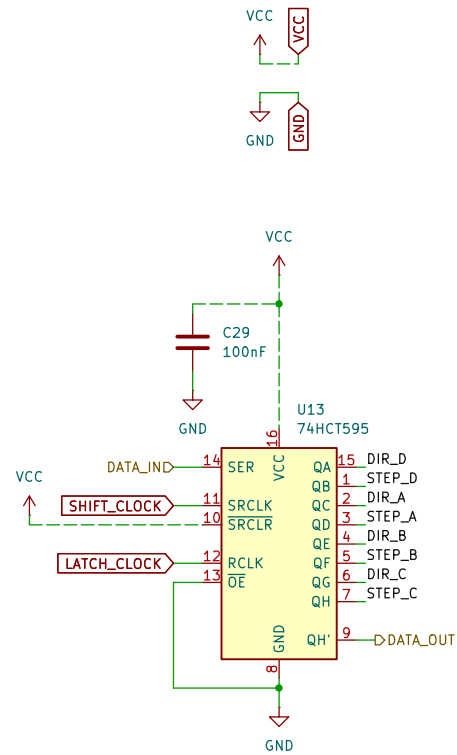 VCC
VCC
GND
GND
VCC
C29
100nF
GND
U13
74HCT595
16
VCC
DATA_IN
14
SER
QA
15
DIR_D
QB
1
STEP_D
VCC
SHIFT_CLOCK
11
SRCLK
QC
2
DIR_A
10
SRCLR
QD
3
STEP_A
QE
4
DIR_B
LATCH_CLOCK
12
RCLK
QF
5
STEP_B
13
OE
QG
6
DIR_C
QH
7
STEP_C
GND
QH'
9
DATA_OUT
8
GND